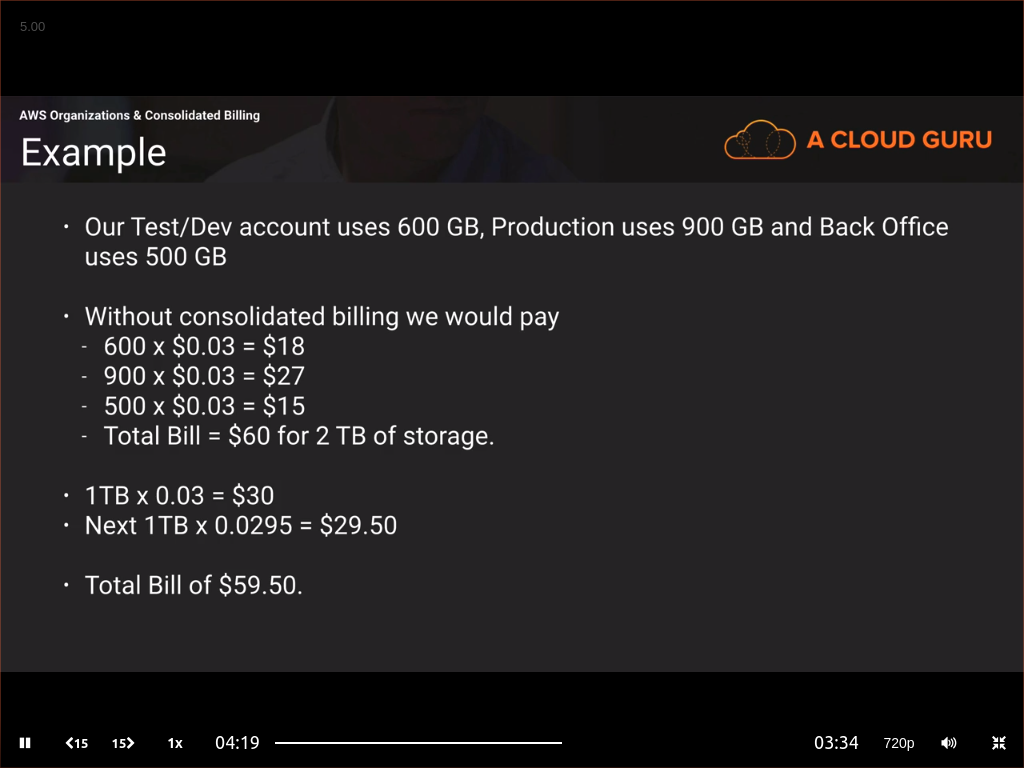 5.00
AWS Organizations & Consolidated Billing
Example
A CLOUD GURU
· Our Test/Dev account uses 600 GB, Production uses 900 GB and Back Office
uses 500 GB
· Without consolidated billing we would pay
- 600 x $0.03 = $18
- 900 x $0.03 = $27
- 500 x $0.03 = $15
- Total Bill = $60 for 2 TB of storage.
· 1TB x 0.03 = $30
· Next 1TB x 0.0295 = $29.50
· Total Bill of $59.50.
15 15 1x 04:19 03:34 720p